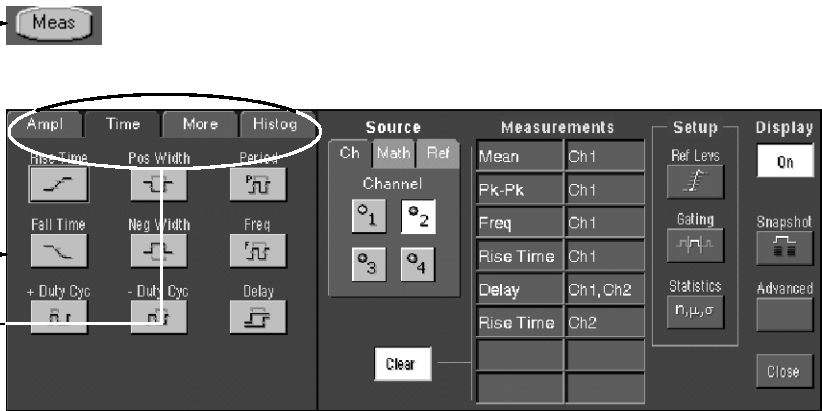 Meas
Ampl Time More Histog
Rise Time Pos Width Period
Fall Time Neg Width Freq
+ Duty Cyc - Duty Cyc Delay
Source
Ch Math Ref
Channel
1 2
3 4
Clear
Measurements
Mean Ch1
Pk-Pk Ch1
Freq Ch1
Rise Time Ch1
Delay Ch1,Ch2
Rise Time Ch2
Setup
Ref Levs
Gating
Statistics
n,μ,σ
Display
On
Snapshot
Advanced
Close